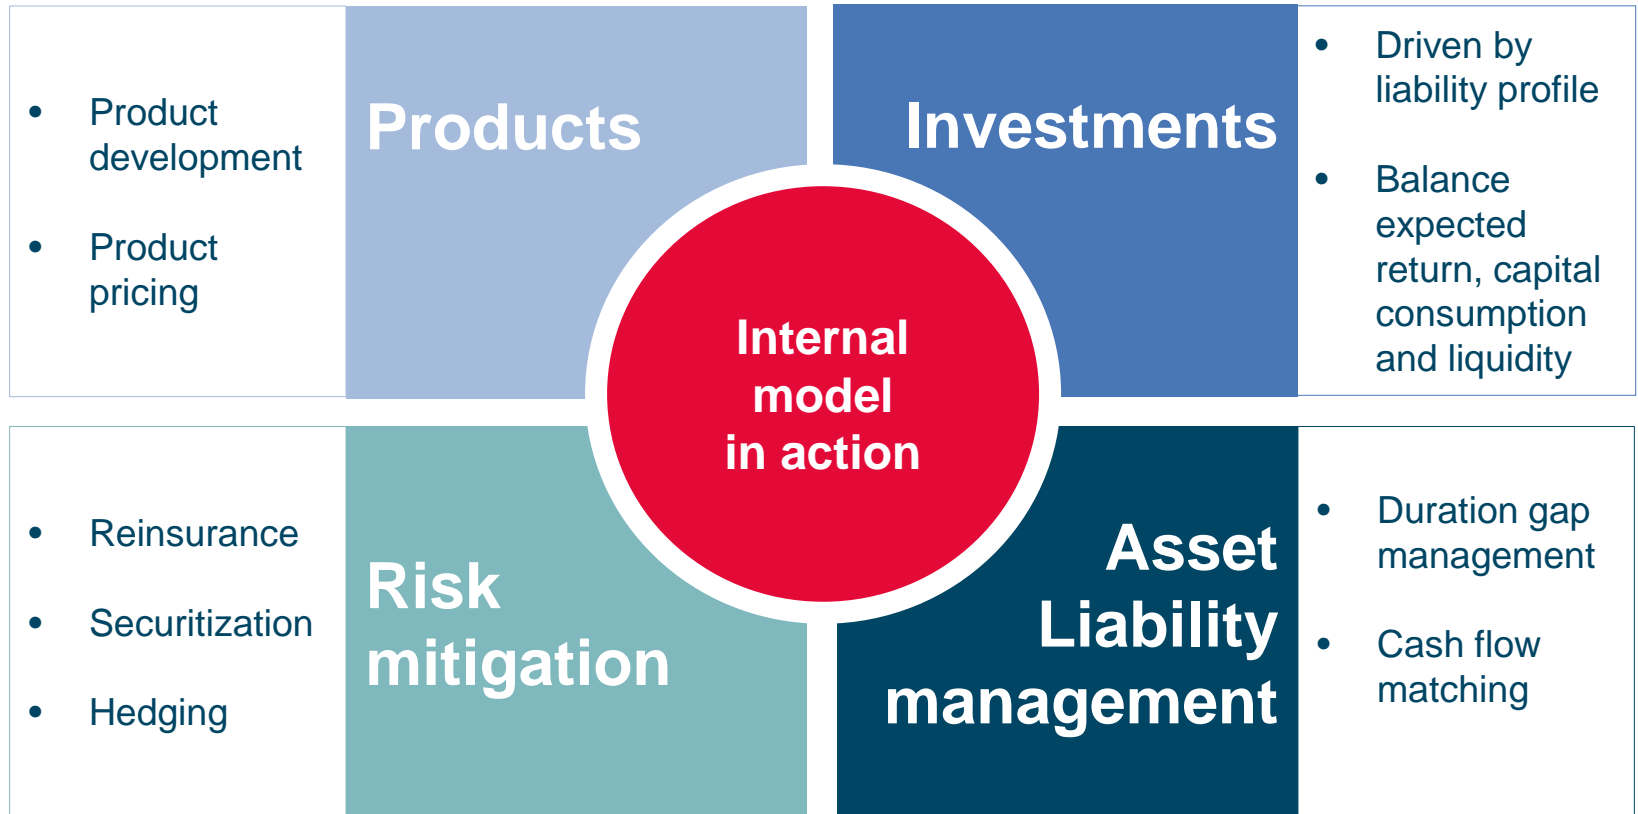 • Product
development
• Product
pricing
Products
Investments
• Driven by
liability profile
• Balance
expected
return, capital
consumption
and liquidity
Internal
model
in action
• Reinsurance
• Securitization
• Hedging
Risk
mitigation
Asset
Liability
management
• Duration gap
management
• Cash flow
matching